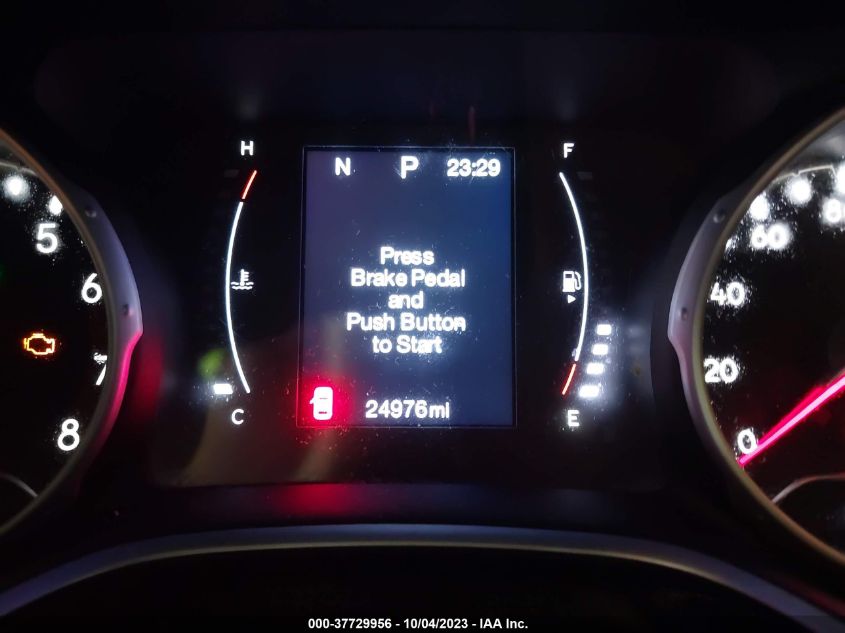 H
N P 23:29
F
Press
Brake Pedal
and
Push Button
to Start
24976mi
C
E
5
6
7
8
60
40
20
0
000-37729956 - 10/04/2023 - IAA Inc.